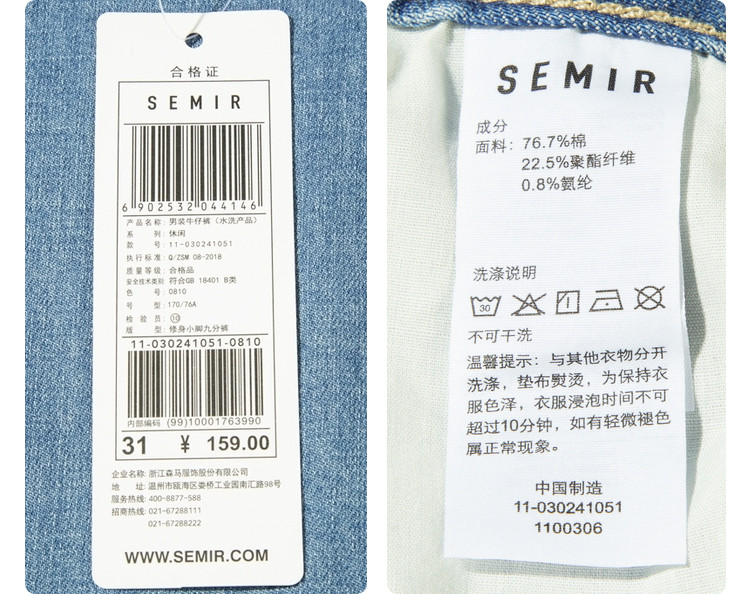 合格证
SEMIR
6 902532 044146
产品名称: 男装牛仔裤（水洗产品）
系 列: 休闲
款 号: 11-030241051
执行标准: Q/ZSM 08-2018
质量等级: 合格品
安全技术类别: 符合GB 18401 B类
色 号: 0810
号 型: 170/76A
检 验 员: ⑩
版 型: 修身小脚九分裤
11-030241051-0810
内部编码 (99)10001763990
31 ¥ 159.00
企业名称: 浙江森马服饰股份有限公司
地 址: 温州市瓯海区娄桥工业园南汇路98号
服务热线: 400-8877-588
招商热线: 021-67288111
021-67288222
WWW.SEMIR.COM
SEMIR
成分
面料: 76.7%棉
22.5%聚酯纤维
0.8%氨纶
洗涤说明
30
不可干洗
温馨提示: 与其他衣物分开
洗涤，垫布熨烫，为保持衣
服色泽，衣服浸泡时间不可
超过10分钟，如有轻微褪色
属正常现象。
中国制造
11-030241051
1100306